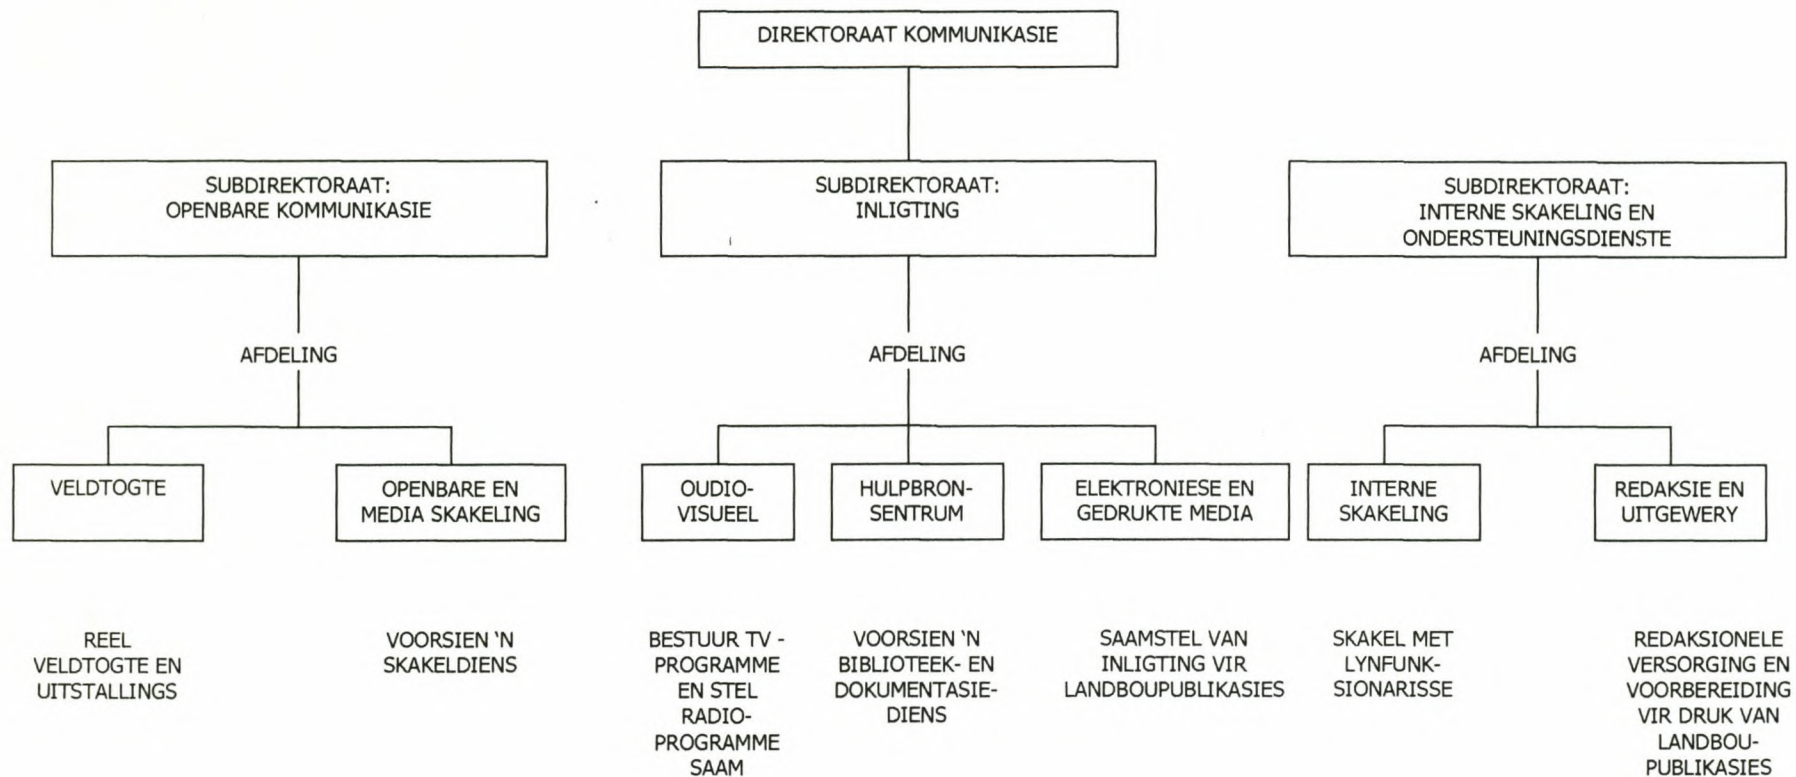 DIREKTORAAT KOMMUNIKASIE
SUBDIREKTORAAT:
OPENBARE KOMMUNIKASIE
SUBDIREKTORAAT:
INLIGTING
SUBDIREKTORAAT:
INTERNE SKAKELING EN
ONDERSTEUNINGSDIENSTE
AFDELING
AFDELING
AFDELING
VELDTOGTE
OPENBARE EN
MEDIA SKAKELING
OUDIO-
VISUEEL
HULPBRON-
SENTRUM
ELEKTRONIESE EN
GEDRUKTE MEDIA
INTERNE
SKAKELING
REDAKSIE EN
UITGEWERY
REEL
VELDTOGTE EN
UITSTALLINGS
VOORSIEN 'N
SKAKELDIENS
BESTUUR TV -
PROGRAMME
EN STEL
RADIO-
PROGRAMME
SAAM
VOORSIEN 'N
BIBLIOTEEK- EN
DOKUMENTASIE-
DIENS
SAAMSTEL VAN
INLIGTING VIR
LANDBOUPUBLIKASIES
SKAKEL MET
LYNFUNK-
SIONARISSE
REDAKSIONELE
VERSORGING EN
VOORBEREIDING
VIR DRUK VAN
LANDBOU-
PUBLIKASIES